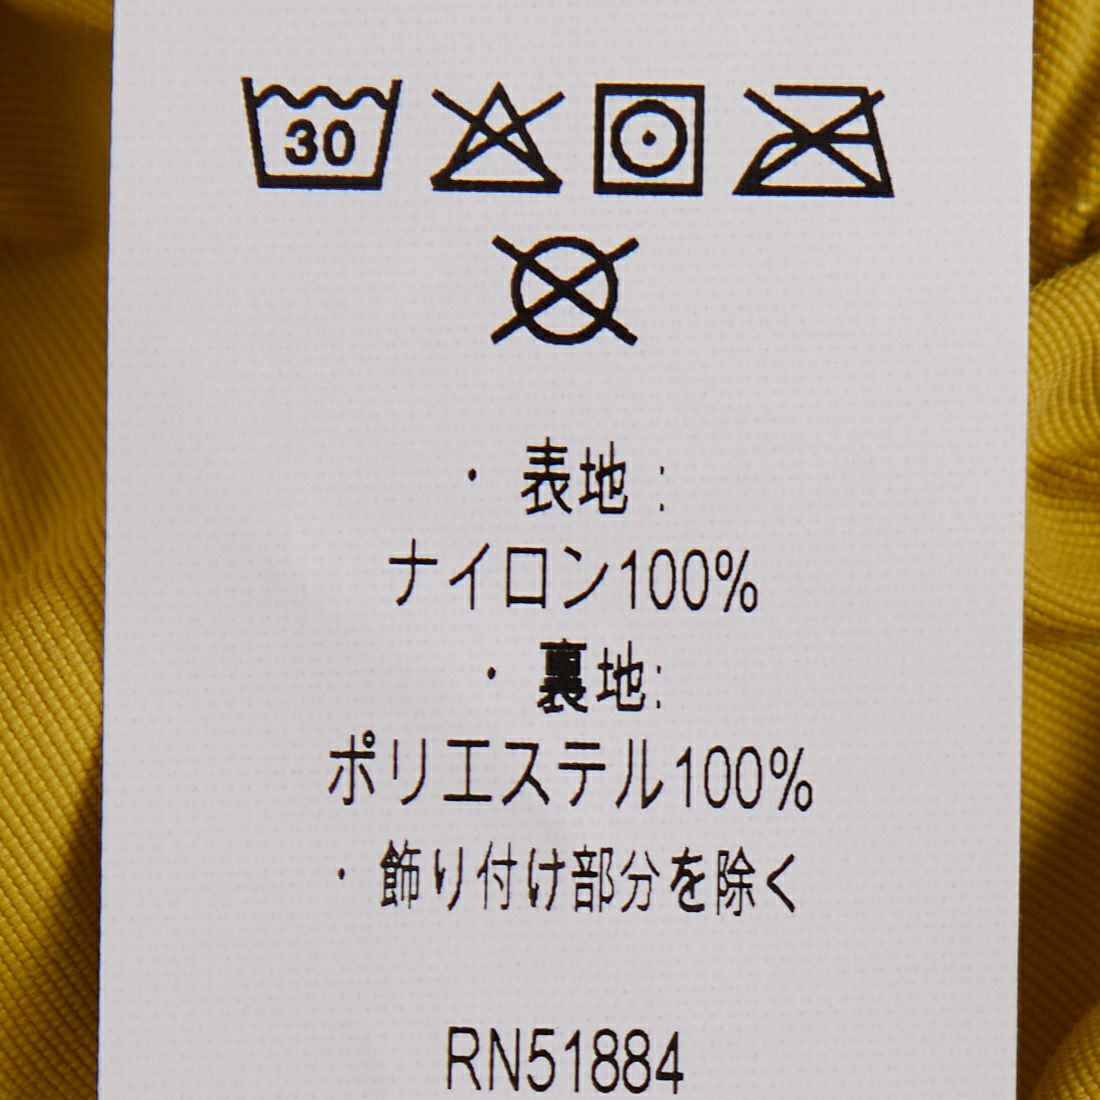 30
・ 表地 :
ナイロン100%
・ 裏地:
ポリエステル100%
・ 飾り付け部分を除く
RN51884